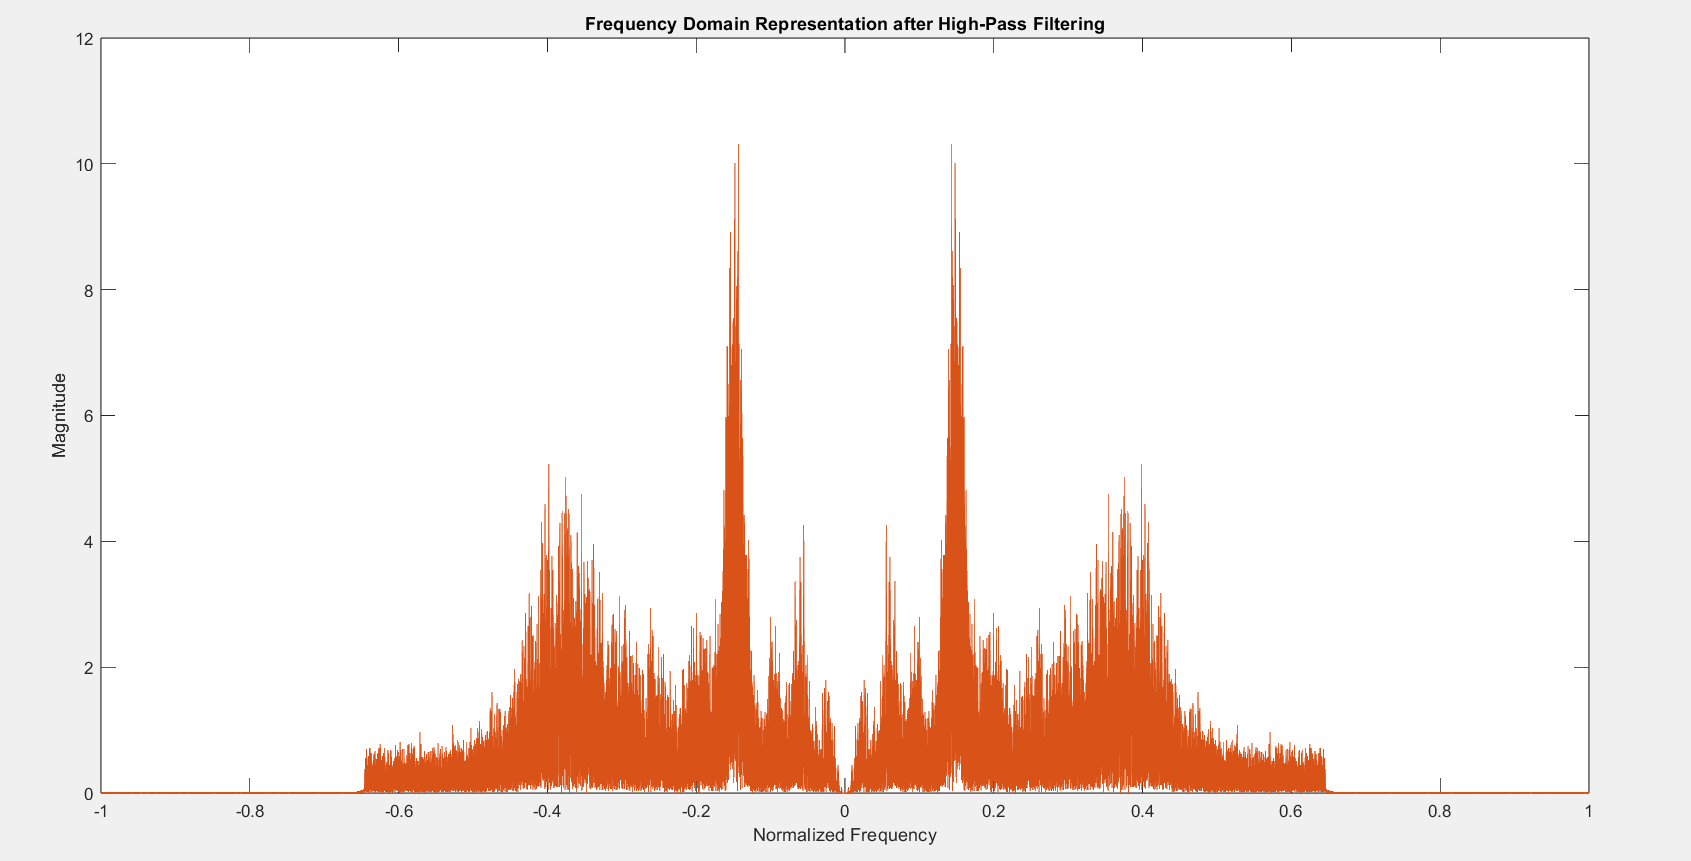 Frequency Domain Representation after High-Pass Filtering
12
10
8
6
4
2
0
Magnitude
-1 -0.8 -0.6 -0.4 -0.2 0 0.2 0.4 0.6 0.8 1
Normalized Frequency